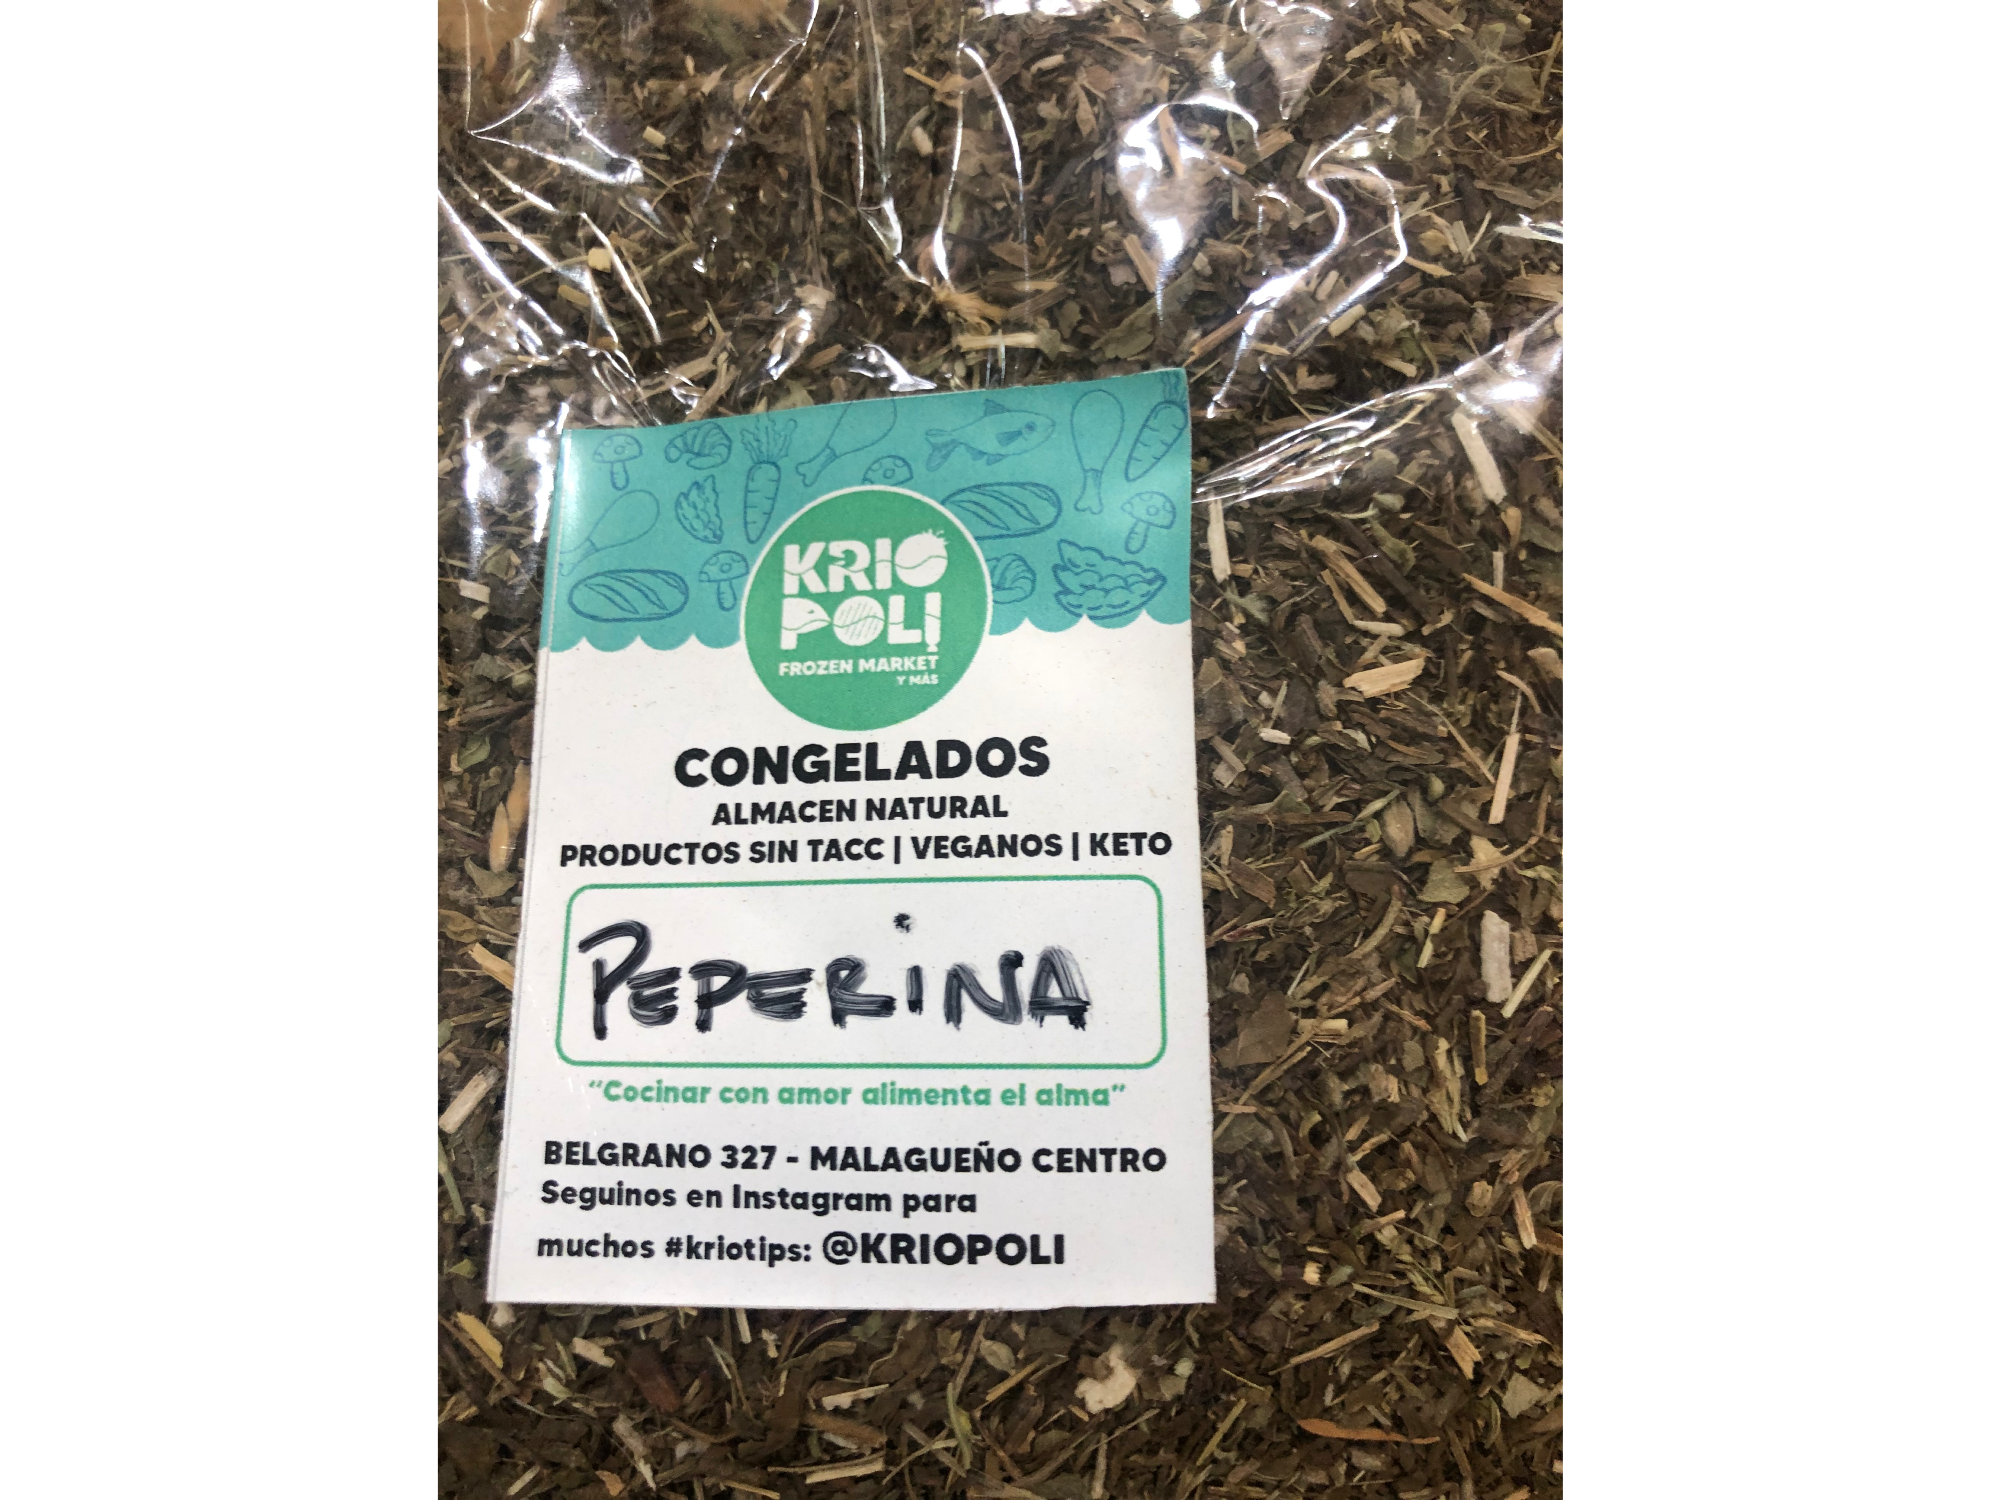 KRIO
POLI
FROZEN MARKET
Y MÁS
CONGELADOS
ALMACEN NATURAL
PRODUCTOS SIN TACC | VEGANOS | KETO
PEPERiNA
“Cocinar con amor alimenta el alma”
BELGRANO 327 - MALAGUEÑO CENTRO
Seguinos en Instagram para
muchos #kriotips: @KRIOPOLI